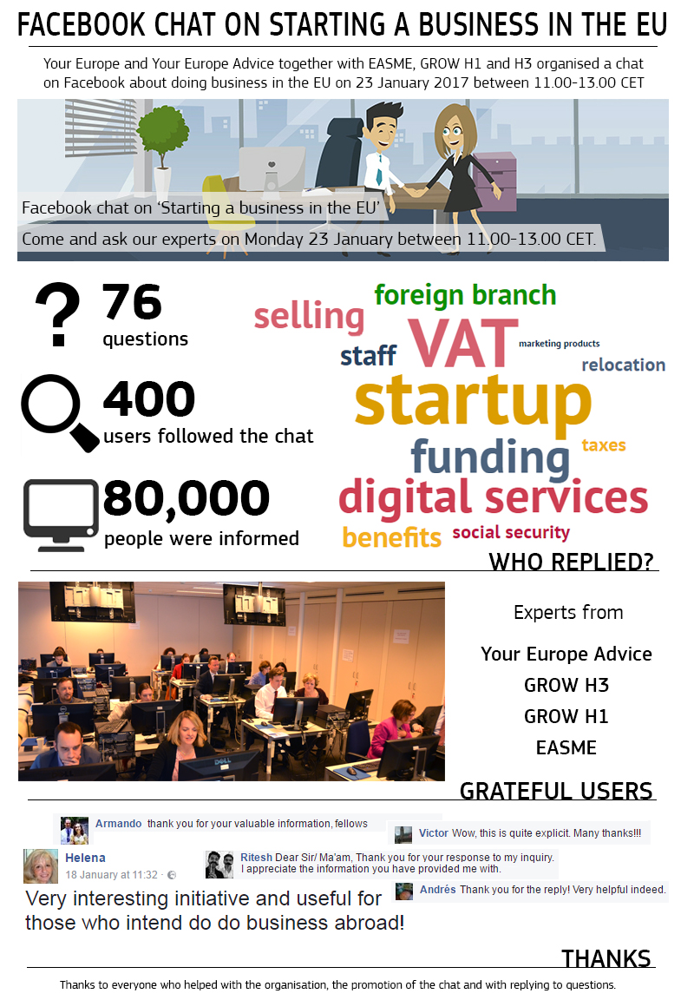 FACEBOOK CHAT ON STARTING A BUSINESS IN THE EU
Your Europe and Your Europe Advice together with EASME, GROW H1 and H3 organised a chat
on Facebook about doing business in the EU on 23 January 2017 between 11.00-13.00 CET
Facebook chat on ‘Starting a business in the EU’
Come and ask our experts on Monday 23 January between 11.00-13.00 CET.
?
76
questions
400
users followed the chat
80,000
people were informed
foreign branch
selling
VAT
marketing products
staff
relocation
startup
funding
taxes
digital services
benefits
social security
WHO REPLIED?
DELL
Experts from
Your Europe Advice
GROW H3
GROW H1
EASME
GRATEFUL USERS
Armando thank you for your valuable information, fellows
Victor Wow, this is quite explicit. Many thanks!!!
Helena
18 January at 11:32 ·
Ritesh Dear Sir/ Ma'am, Thank you for your response to my inquiry.
I appreciate the information you have provided me with.
Andrés Thank you for the reply! Very helpful indeed.
Very interesting initiative and useful for
those who intend do do business abroad!
THANKS
Thanks to everyone who helped with the organisation, the promotion of the chat and with replying to questions.